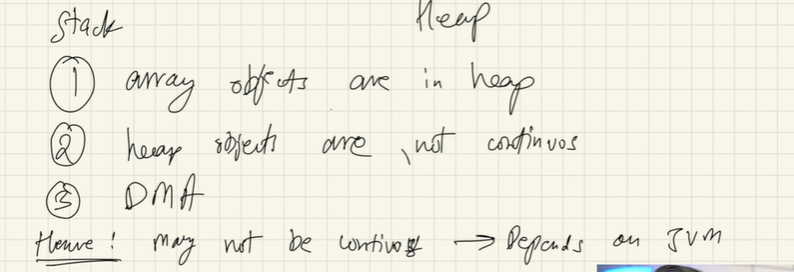 Stack Heap
1 array objects are in heap
2 heap objects are not continuos
3 DMA
Hence! may not be continuos → Depends on JVM